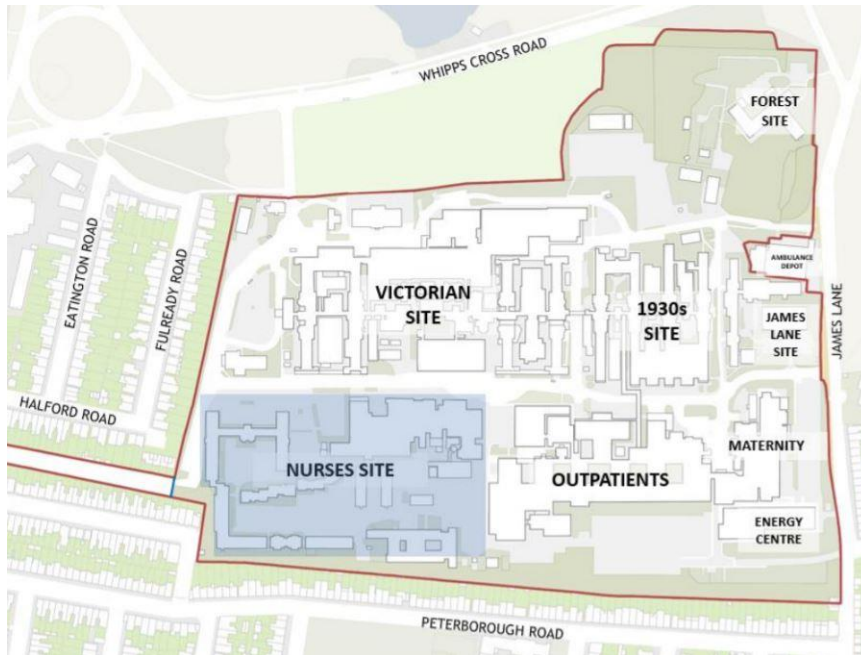 WHIPPS CROSS ROAD
FOREST
SITE
EATINGTON ROAD
FULREADY ROAD
AMBULANCE
DEPOT
VICTORIAN
SITE
1930s
SITE
JAMES
LANE
SITE
JAMES LANE
HALFORD ROAD
MATERNITY
NURSES SITE
OUTPATIENTS
ENERGY
CENTRE
PETERBOROUGH ROAD